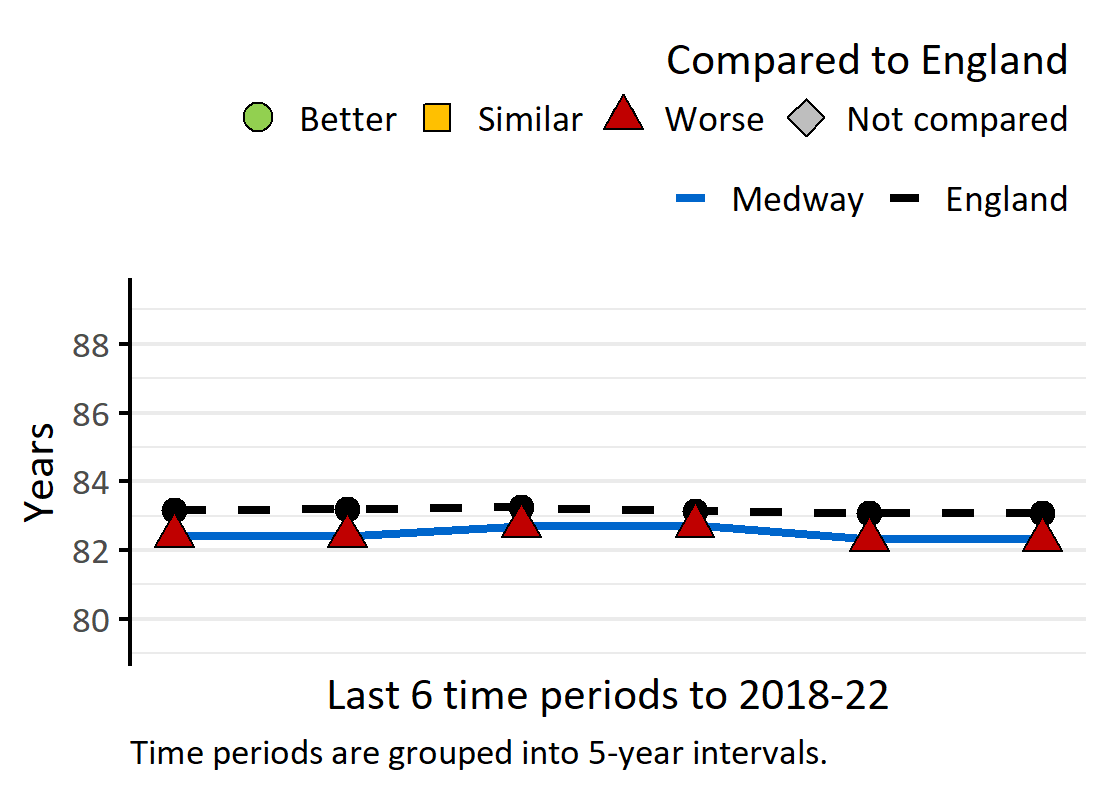 Compared to England
Better Similar Worse Not compared
Medway England
88
86
84
82
80
Years
Last 6 time periods to 2018-22
Time periods are grouped into 5-year intervals.